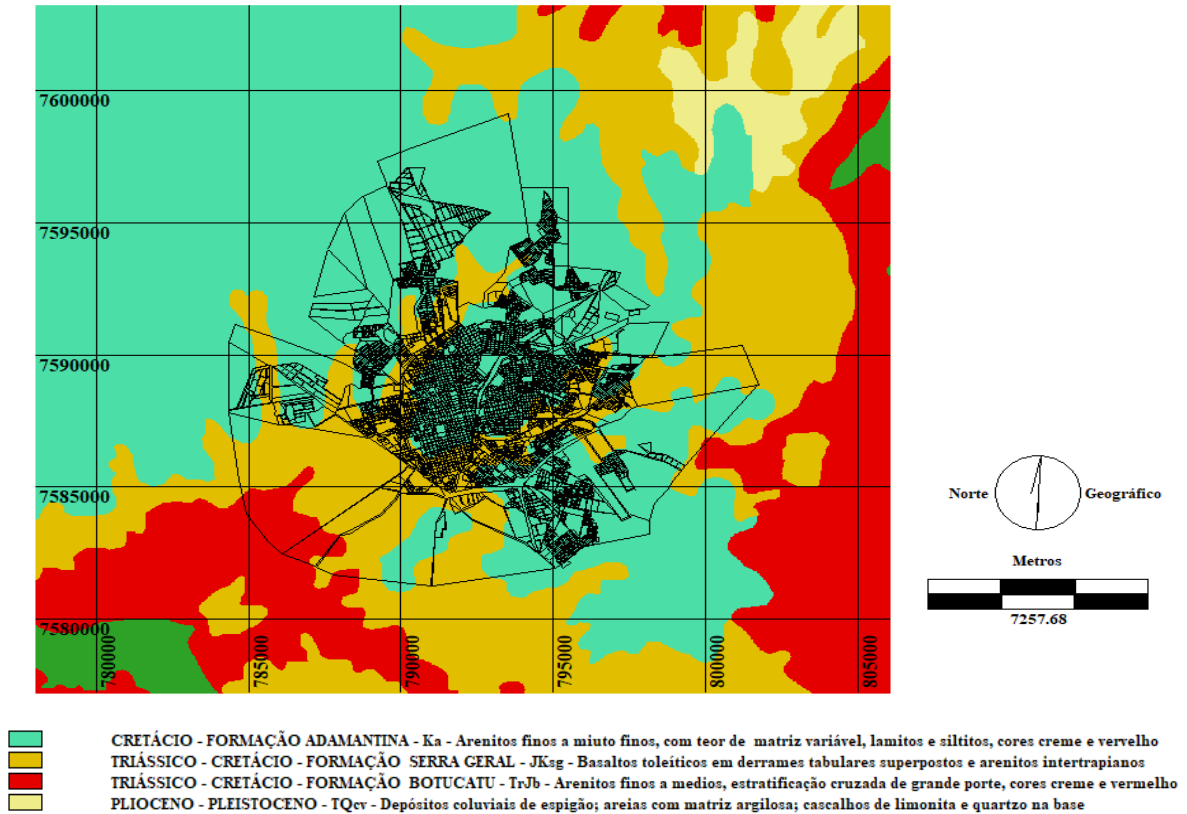 7600000
7595000
7590000
7585000
7580000
780000
785000
790000
795000
800000
805000
Norte Geográfico
Metros
7257.68
CRETÁCIO - FORMAÇÃO ADAMANTINA - Ka - Arenitos finos a miuto finos, com teor de matriz variável, lamitos e siltitos, cores creme e vervelho
TRIÁSSICO - CRETÁCIO - FORMAÇÃO SERRA GERAL - JKsg - Basaltos toleíticos em derrames tabulares superpostos e arenitos intertrapianos
TRIÁSSICO - CRETÁCIO - FORMAÇÃO BOTUCATU - TrJb - Arenitos finos a medios, estratificação cruzada de grande porte, cores creme e vermelho
PLIOCENO - PLEISTOCENO - TQcv - Depósitos coluviais de espigão; areias com matriz argilosa; cascalhos de limonita e quartzo na base